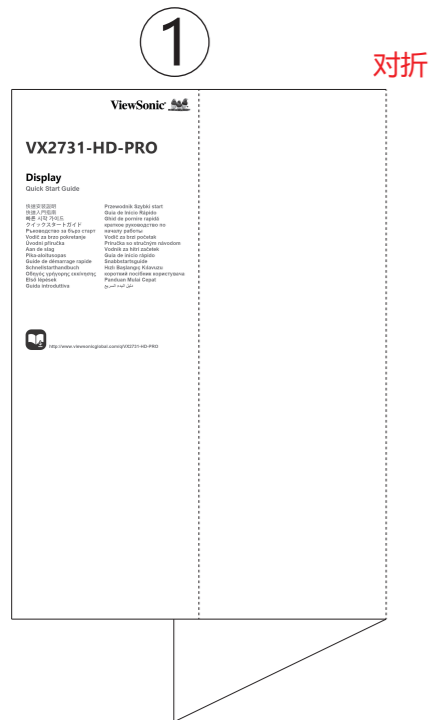 1
对折
ViewSonic
VX2731-HD-PRO
Display
Quick Start Guide
快速安裝說明
快速入門指南
빠른 시작 가이드
クイックスタートガイド
Ръководство за бърз старт
Vodič za brzo pokretanje
Úvodní příručka
Aan de slag
Pika-aloitusopas
Guide de démarrage rapide
Schnellstarthandbuch
Οδηγός γρήγορης εκκίνησης
Első lépések
Guida introduttiva
Przewodnik Szybki start
Guia de Início Rápido
Ghid de pornire rapidă
краткое руководство по
началу работы
Vodič za brzi početak
Príručka so stručným návodom
Vodnik za hitri začetek
Guía de inicio rápido
Snabbstartsguide
Hızlı Başlangıç Kılavuzu
короткий посібник користувача
Panduan Mulai Cepat
دليل البدء السريع
http://www.viewsonicglobal.com/q/VX2731-HD-PRO